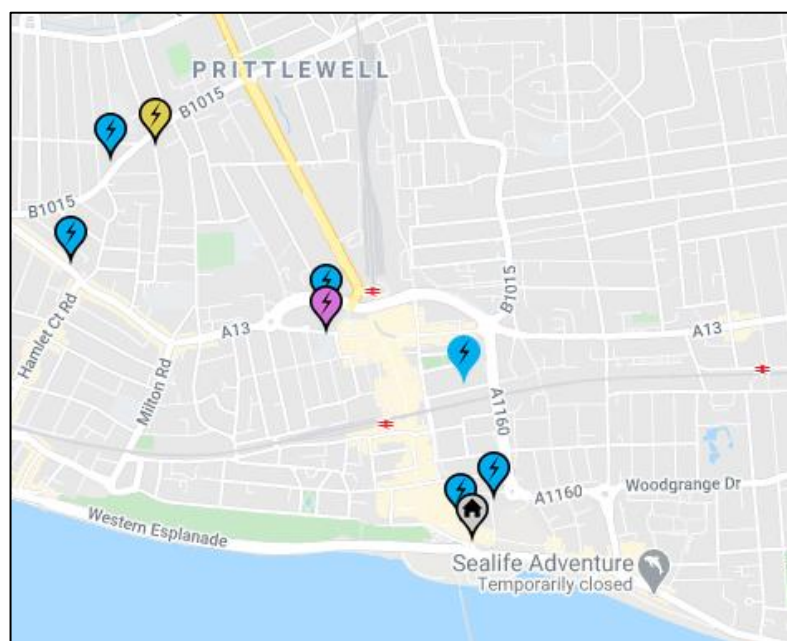 PRITTLEWELL
B1015
B1015
B1015
Hamlet Ct Rd
Milton Rd
A13
A13
A1160
A1160
Woodgrange Dr
Western Esplanade
Sealife Adventure
Temporarily closed